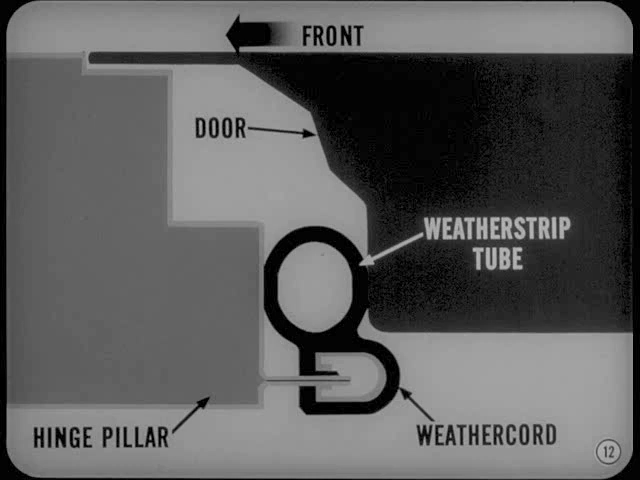 FRONT
DOOR
WEATHERSTRIP
TUBE
HINGE PILLAR
WEATHERCORD
12